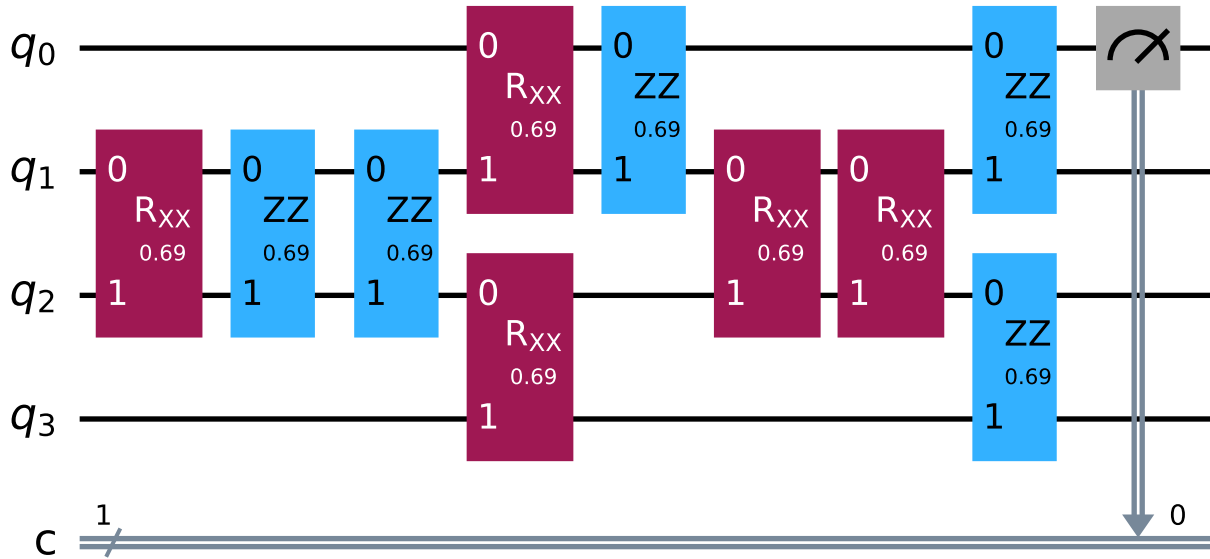 q0 0 0 0
RXX ZZ ZZ
0.69 0.69 0.69
q1 0 0 0 1 1 0 0 1
RXX ZZ ZZ RXX RXX
0.69 0.69 0.69 0.69 0.69
q2 1 1 1 0 1 1 0
RXX ZZ
0.69 0.69
q3 1 1
1 0
c